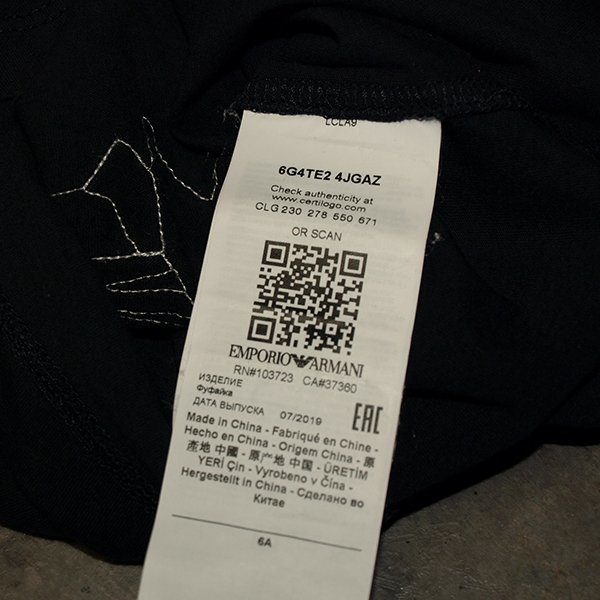 LCLA9
6G4TE2 4JGAZ
Check authenticity at
www.certilogo.com
CLG 230 278 550 671
OR SCAN
EMPORIO ARMANI
RN#103723 CA#37360
ИЗДЕЛИЕ
Фуфайка
ДАТА ВЫПУСКА 07/2019
EAC
Made in China - Fabriqué en Chine -
Hecho en China - Origem China - 原
產地 中國 - 原产地 中国 - ÜRETİM
YERİ Çin - Vyrobeno v Čína -
Hergestellt in China - Сделано во
Китае
6A